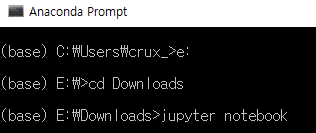 Anaconda Prompt
(base) C:₩Users₩crux_>e:
(base) E:₩>cd Downloads
(base) E:₩Downloads>jupyter notebook